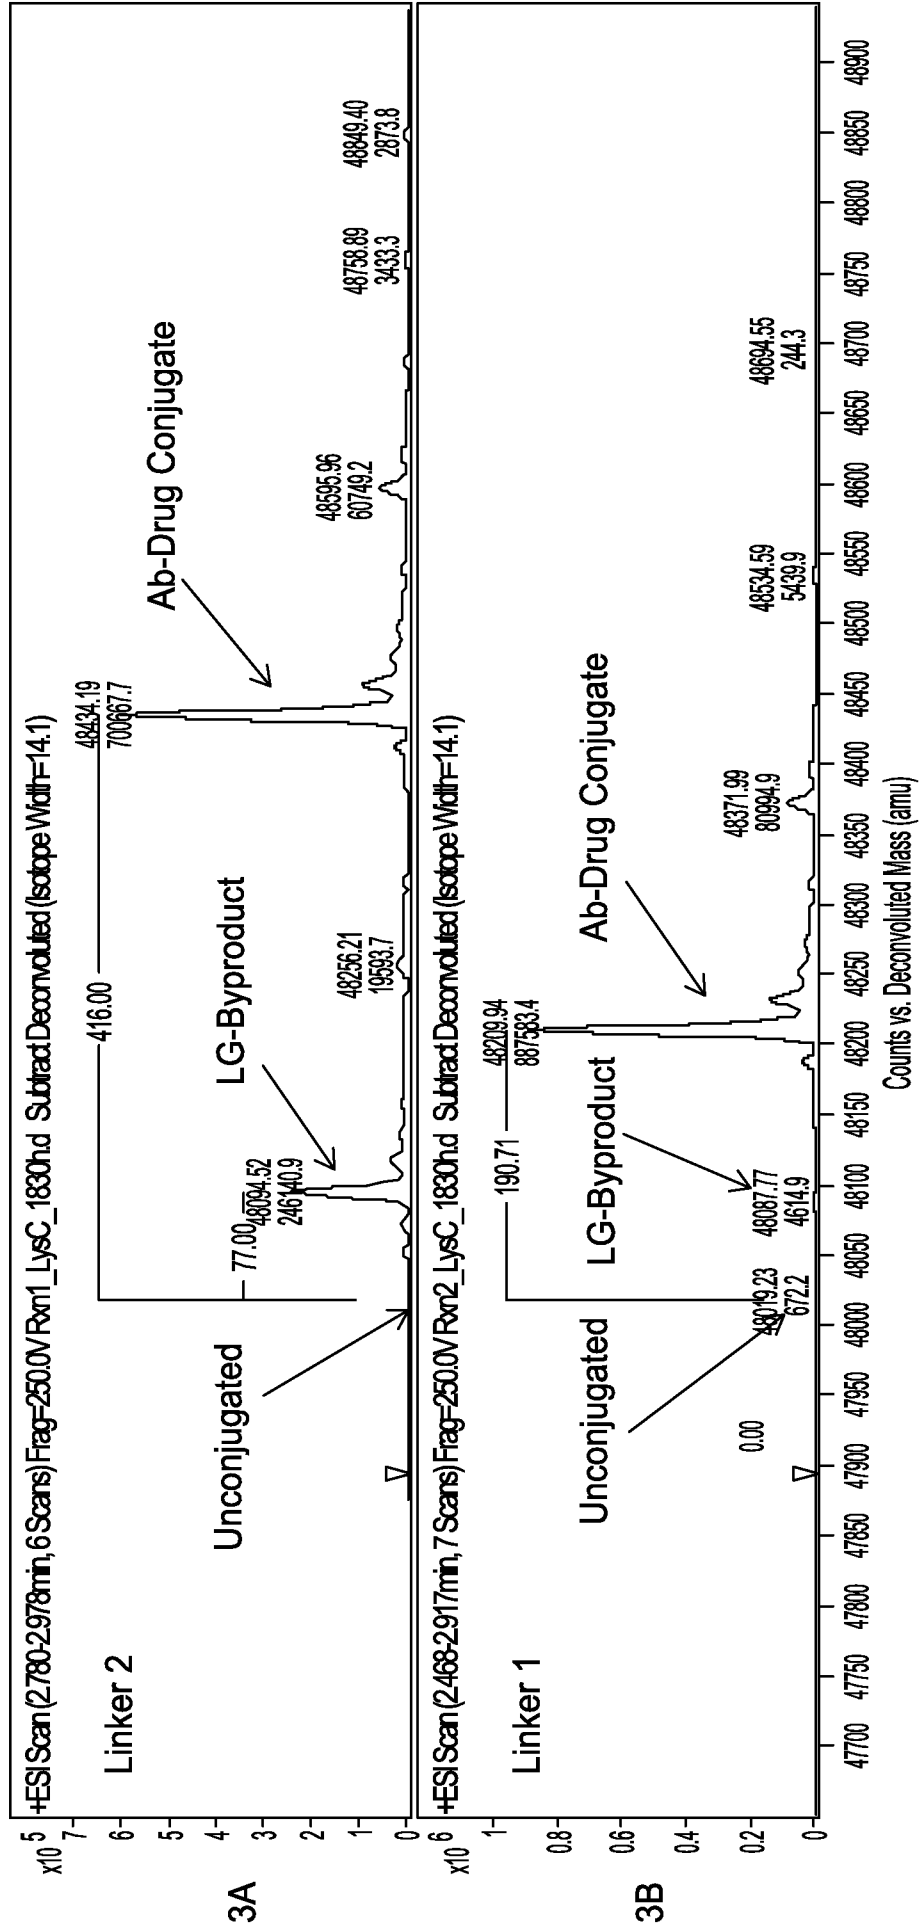 3A
x10 5
7
6
5
4
3
2
1
0
+ESI Scan (2.780-2.978min, 6 Scans) Frag=250.0V Rxn1_LysC_1830h.d Subtract Deconvoluted (Isotope Width=14.1)
Linker 2
416.00
48434.19
700667.7
Ab-Drug Conjugate
LG-Byproduct
77.00
48094.52
246140.9
Unconjugated
48256.21
19593.7
48595.96
60749.2
48758.89
3433.3
48849.40
2873.8
3B
x10 6
1
0.8
0.6
0.4
0.2
0
+ESI Scan (2.468-2.917min, 7 Scans) Frag=250.0V Rxn2_LysC_1830h.d Subtract Deconvoluted (Isotope Width=14.1)
Linker 1
190.71
48209.94
887583.4
Ab-Drug Conjugate
LG-Byproduct
Unconjugated
0.00
48019.23
672.2
48087.77
4614.9
48371.99
80994.9
48534.59
5439.9
48694.55
244.3
47700 47750 47800 47850 47900 47950 48000 48050 48100 48150 48200 48250 48300 48350 48400 48450 48500 48550 48600 48650 48700 48750 48800 48850 48900
Counts vs. Deconvoluted Mass (amu)